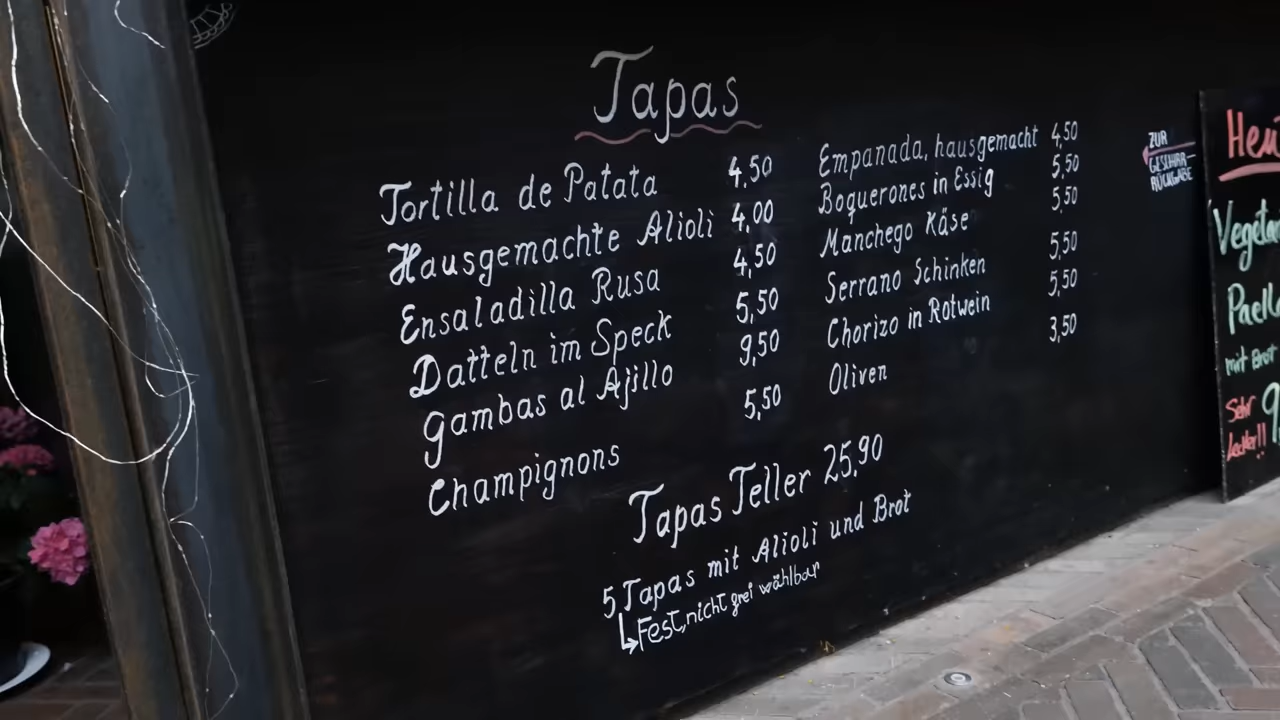 Tapas
Tortilla de Patata 4,50
Hausgemachte Alioli 4,00
Ensaladilla Rusa 4,50
Datteln im Speck 5,50
Gambas al Ajillo 9,50
Champignons 5,50
Empanada, hausgemacht 4,50
Boquerones in Essig 5,50
Manchego Käse 5,50
Serrano Schinken 5,50
Chorizo in Rotwein 5,50
Oliven 3,50
Tapas Teller 25,90
5 Tapas mit Alioli und Brot
Fest, nicht frei wählbar
ZUR
GESCHIRR-
RÜCKGABE
Heu
Vegeta
Paell
mit Brot
Sehr
Lecker!!
9,